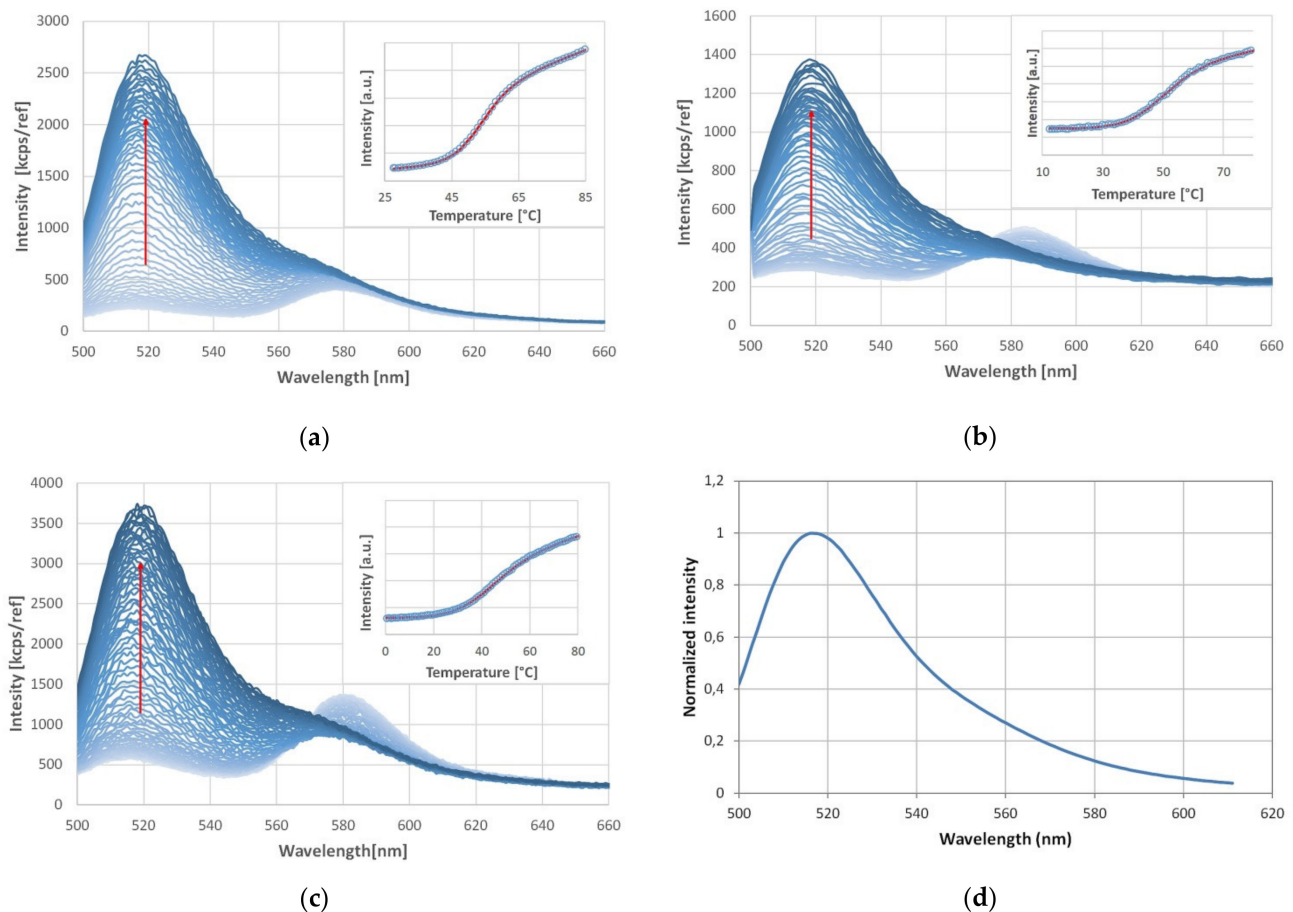 3000
2500
2000
1500
1000
500
0
Intensity [kcps/ref]
500 520 540 560 580 600 620 640 660
Wavelength [nm]
Intensity [a.u.]
25 45 65 85
Temperature [°C]
(a)
1600
1400
1200
1000
800
600
400
200
0
Intensity [kcps/ref]
500 520 540 560 580 600 620 640 660
Wavelength [nm]
Intensity [a.u.]
10 30 50 70
Temperature [°C]
(b)
4000
3500
3000
2500
2000
1500
1000
500
0
Intesity [kcps/ref]
500 520 540 560 580 600 620 640 660
Wavelength[nm]
Intensity [a.u.]
0 20 40 60 80
Temperature [°C]
(c)
1,2
1
0,8
0,6
0,4
0,2
0
Normalized intensity
500 520 540 560 580 600 620
Wavelength (nm)
(d)